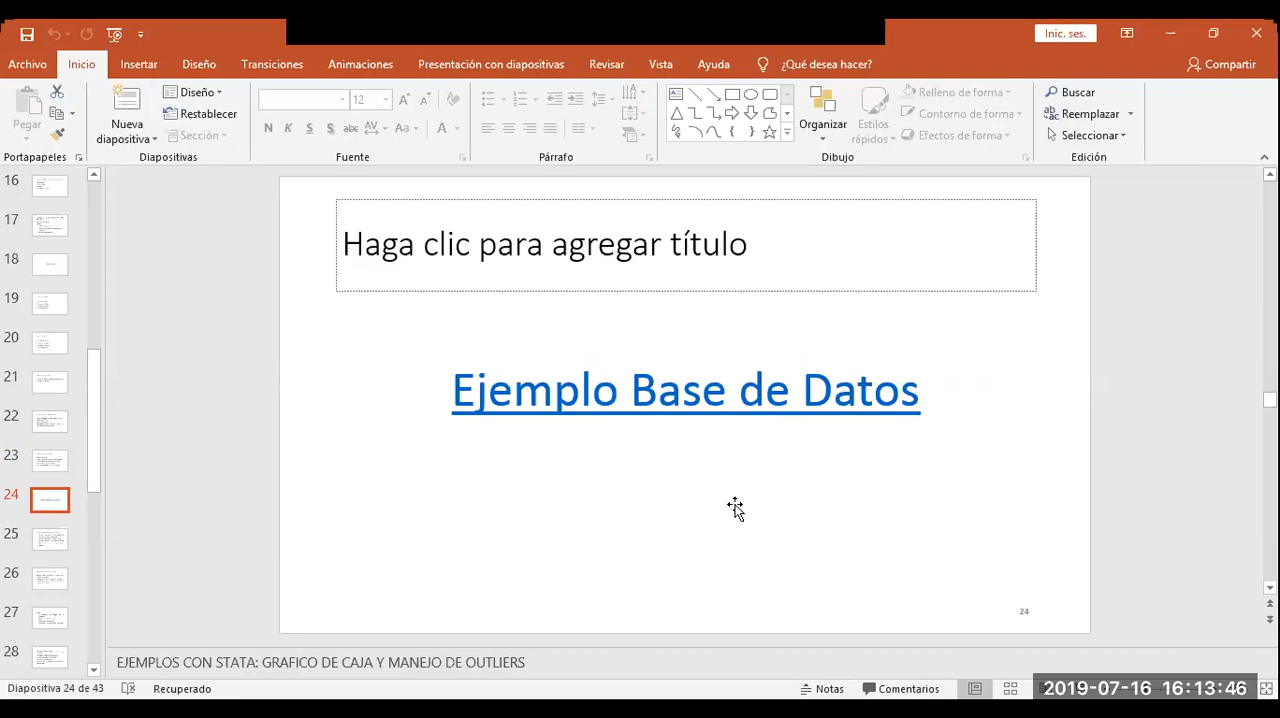 Inic. ses.
Archivo Inicio Insertar Diseño Transiciones Animaciones Presentación con diapositivas Revisar Vista Ayuda ¿Qué desea hacer? Compartir
Pegar
Nueva diapositiva
Diseño
Restablecer
Sección
12
N K S S abc AV Aa A
Organizar
Estilos rápidos
Relleno de forma
Contorno de forma
Efectos de forma
Buscar
Reemplazar
Seleccionar
Portapapeles Diapositivas Fuente Párrafo Dibujo Edición
16
17
18
19
20
21
22
23
24
25
26
27
28
Haga clic para agregar título
Ejemplo Base de Datos
24
EJEMPLOS CON STATA: GRAFICO DE CAJA Y MANEJO DE OUTLIERS
Diapositiva 24 de 43 Recuperado Notas Comentarios 2019-07-16 16:13:46